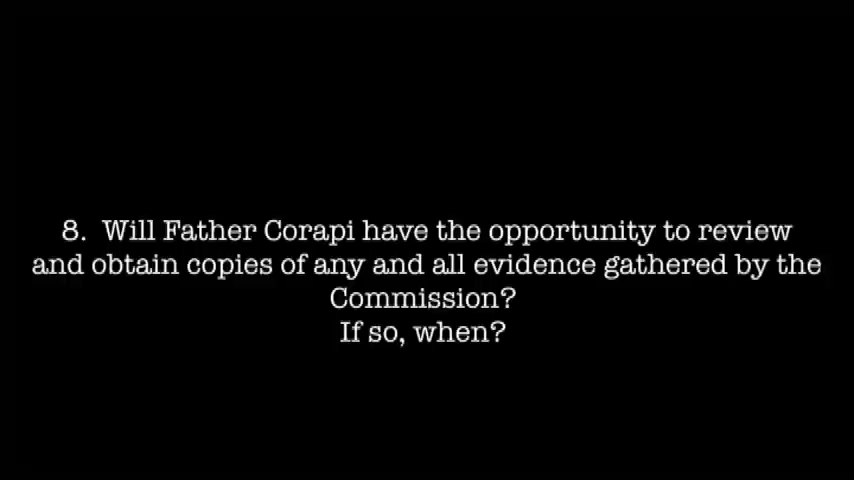 8.  Will Father Corapi have the opportunity to review
and obtain copies of any and all evidence gathered by the
Commission?
If so, when?